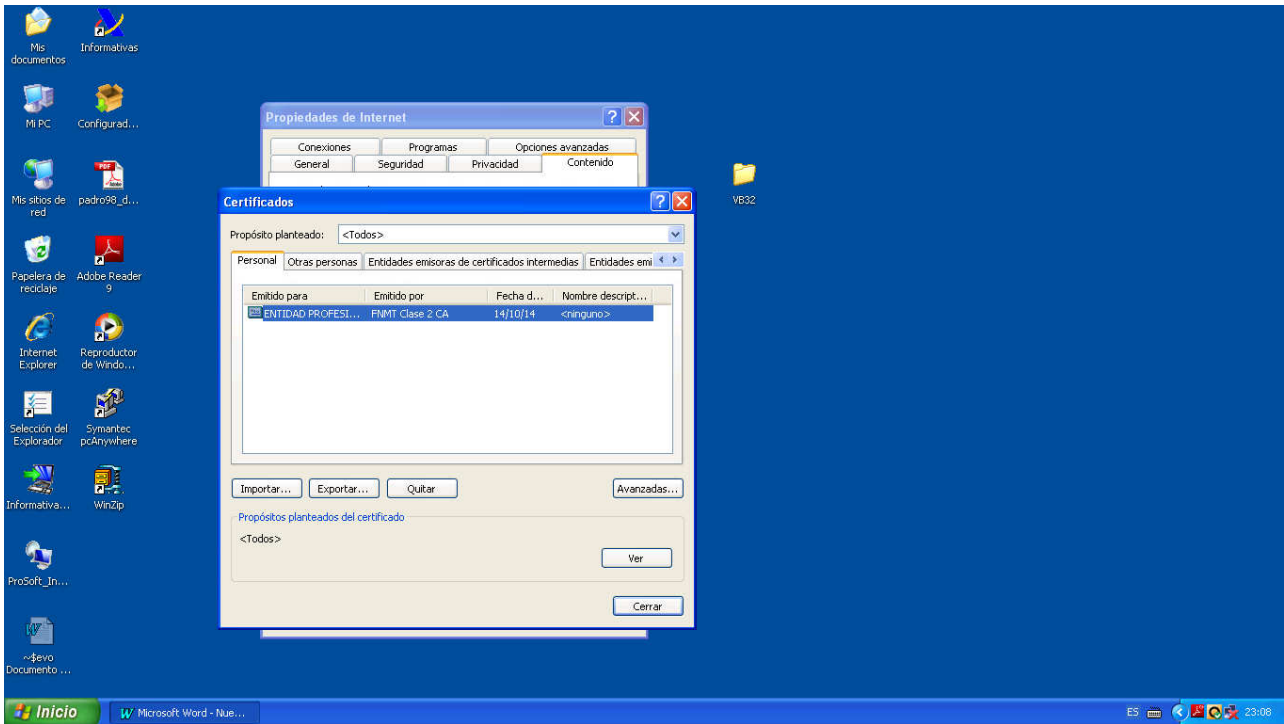 Mis
documentos
Informativas
Mi PC
Configurad...
Mis sitios de
red
padro98_d...
Papelera de
reciclaje
Adobe Reader
9
Internet
Explorer
Reproductor
de Windo...
Selección del
Explorador
Symantec
pcAnywhere
Informativa...
WinZip
ProSoft_In...
~$evo
Documento ...
VB32
Propiedades de Internet
Conexiones Programas Opciones avanzadas
General Seguridad Privacidad Contenido
Certificados
Propósito planteado: <Todos>
Personal Otras personas Entidades emisoras de certificados intermedias Entidades emi
Emitido para Emitido por Fecha d... Nombre descript...
ENTIDAD PROFESI... FNMT Clase 2 CA 14/10/14 <ninguno>
Importar... Exportar... Quitar Avanzadas...
Propósitos planteados del certificado
<Todos>
Ver
Cerrar
Inicio Microsoft Word - Nue... ES 23:08